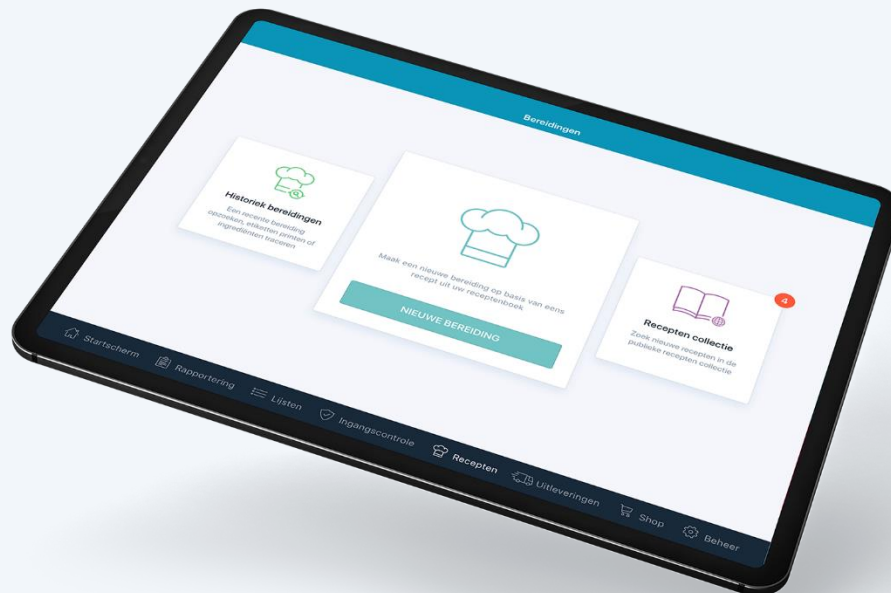 Bereidingen
Historiek bereidingen
Een recente bereiding
opzoeken, etiketten printen of
ingrediënten traceren
Maak een nieuwe bereiding op basis van eens
recept uit uw receptenboek
NIEUWE BEREIDING
4
Recepten collectie
Zoek nieuwe recepten in de
publieke recepten collectie
Startscherm
Rapportering
Lijsten
Ingangscontrole
Recepten
Uitleveringen
Shop
Beheer